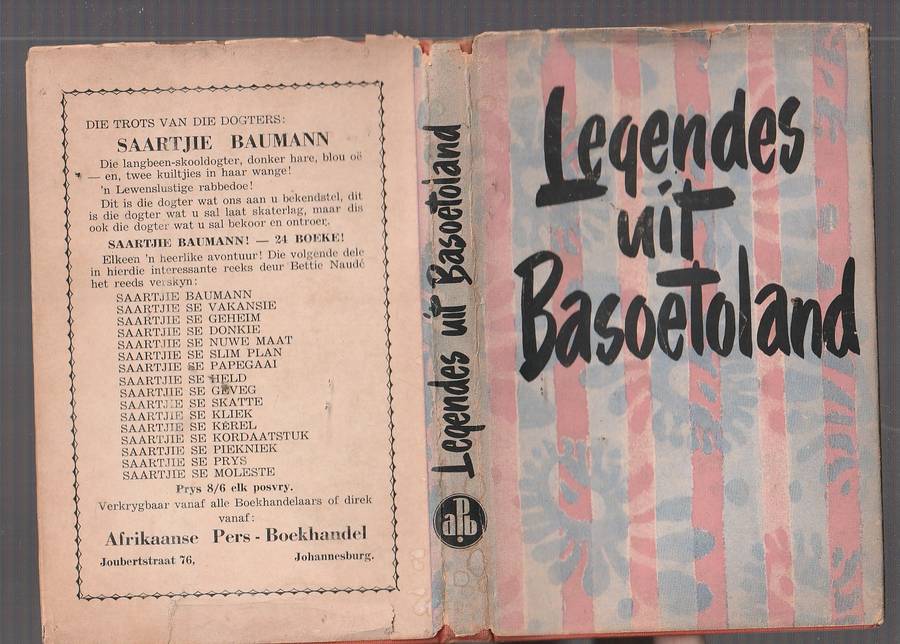 DIE TROTS VAN DIE DOGTERS:
SAARTJIE BAUMANN
Die langbeen-skooldogter, donker hare, blou oë
— en, twee kuiltjies in haar wange!
'n Lewenslustige rabbedoe!
Dit is die dogter wat ons aan u bekendstel, dit
is die dogter wat u sal laat skaterlag, maar dis
ook die dogter wat u sal bekoor en ontroer.
SAARTJIE BAUMANN! — 24 BOEKE!
Elkeen 'n heerlike avontuur! Die volgende dele
in hierdie interessante reeks deur Bettie Naudé
het reeds verskyn:
SAARTJIE BAUMANN
SAARTJIE SE VAKANSIE
SAARTJIE SE GEHEIM
SAARTJIE SE DONKIE
SAARTJIE SE NUWE MAAT
SAARTJIE SE SLIM PLAN
SAARTJIE SE PAPEGAAI
SAARTJIE SE HELD
SAARTJIE SE GEVEG
SAARTJIE SE SKATTE
SAARTJIE SE KLIEK
SAARTJIE SE KÊREL
SAARTJIE SE KORDAATSTUK
SAARTJIE SE PIEKNIEK
SAARTJIE SE PRYS
SAARTJIE SE MOLESTE
Prys 8/6 elk posvry.
Verkrygbaar vanaf alle Boekhandelaars of direk
vanaf:
Afrikaanse Pers-Boekhandel
Joubertstraat 76, Johannesburg.
Legendes uit Basoetoland
apb
Legendes
uit
Basoetoland